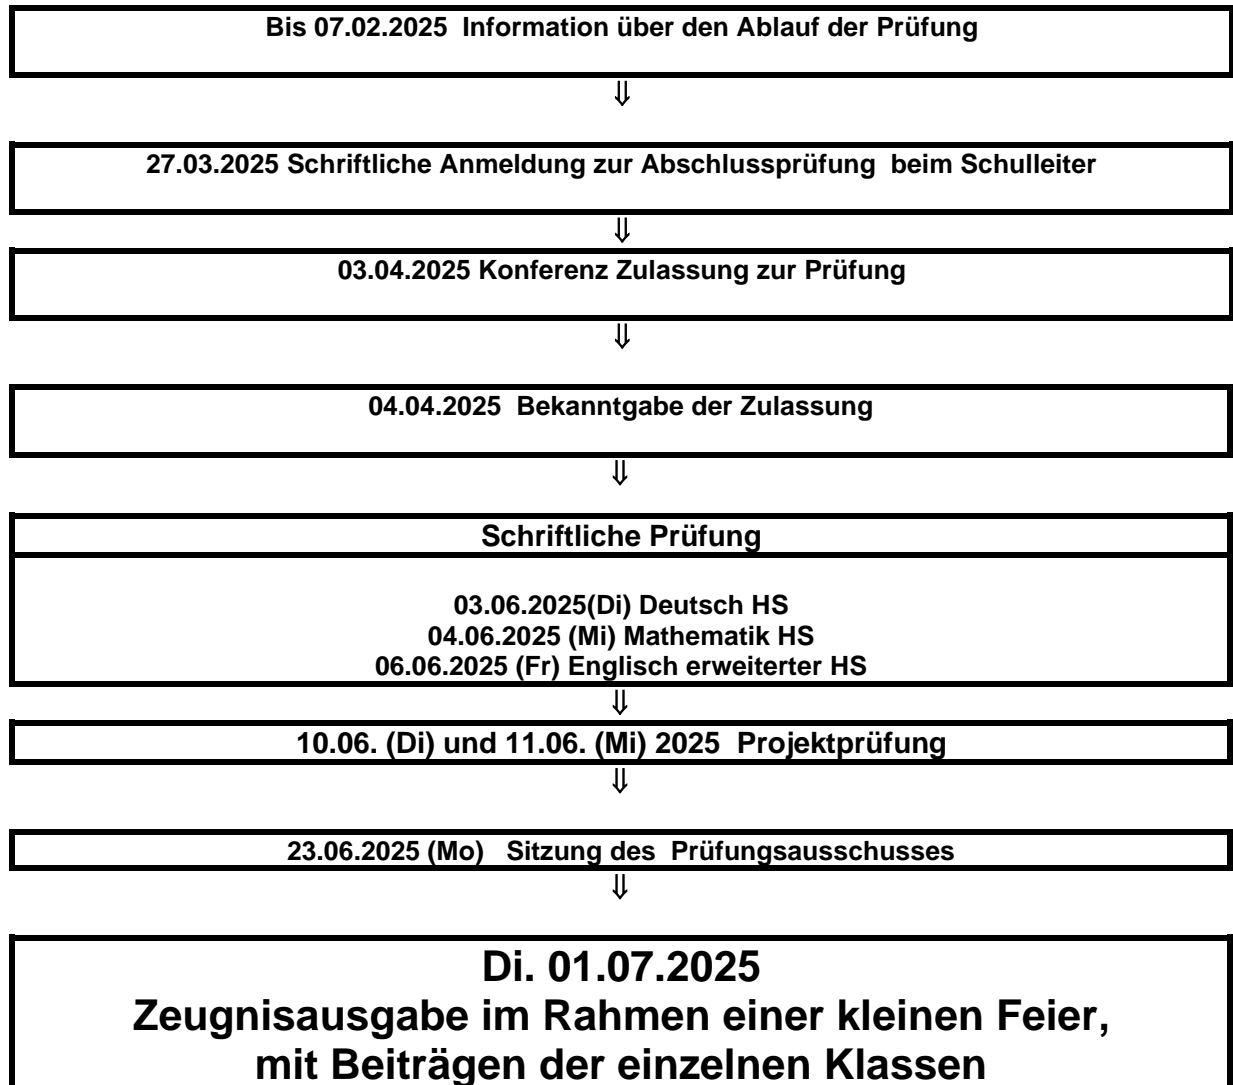 Bis 07.02.2025 Information über den Ablauf der Prüfung
⇓
27.03.2025 Schriftliche Anmeldung zur Abschlussprüfung beim Schulleiter
⇓
03.04.2025 Konferenz Zulassung zur Prüfung
⇓
04.04.2025 Bekanntgabe der Zulassung
⇓
Schriftliche Prüfung
03.06.2025(Di) Deutsch HS
04.06.2025 (Mi) Mathematik HS
06.06.2025 (Fr) Englisch erweiterter HS
⇓
10.06. (Di) und 11.06. (Mi) 2025 Projektprüfung
⇓
23.06.2025 (Mo) Sitzung des Prüfungsausschusses
⇓
Di. 01.07.2025
Zeugnisausgabe im Rahmen einer kleinen Feier,
mit Beiträgen der einzelnen Klassen